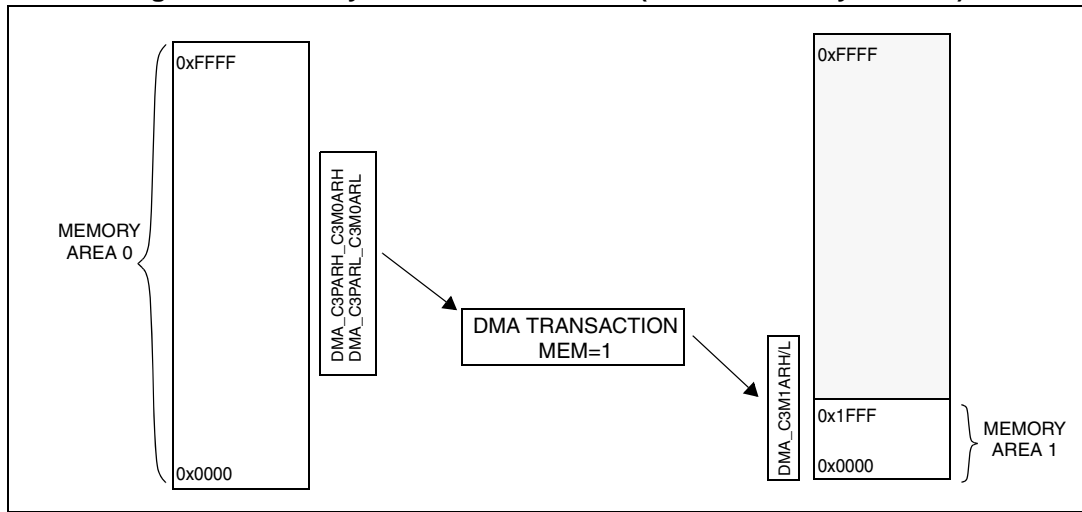 0xFFFF
0x0000
MEMORY
AREA 0
DMA_C3PARH_C3M0ARH
DMA_C3PARL_C3M0ARL
DMA TRANSACTION
MEM=1
DMA_C3M1ARH/L
0xFFFF
0x1FFF
0x0000
MEMORY
AREA 1